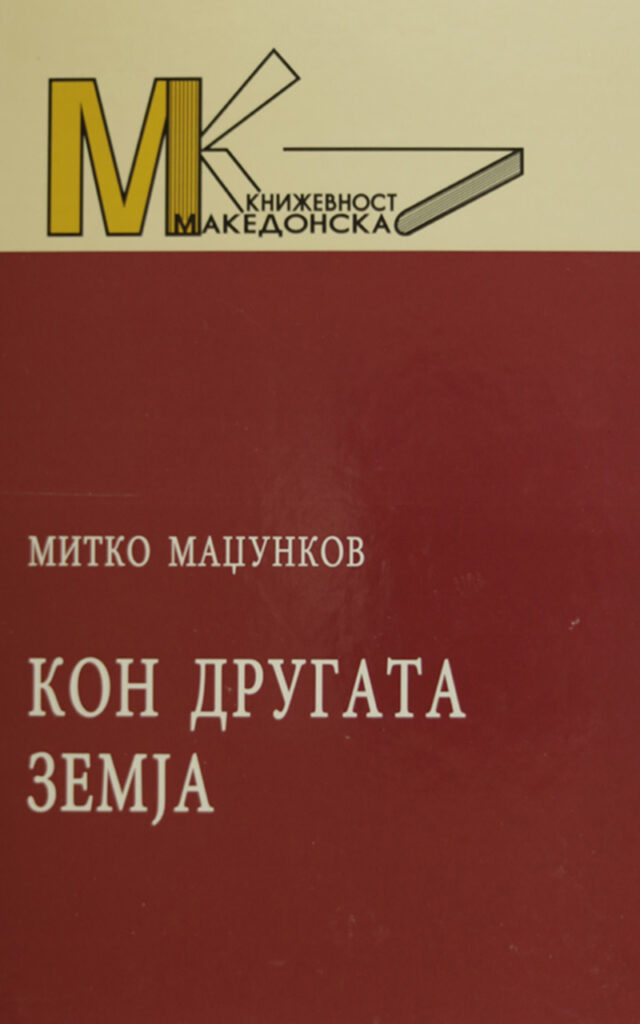 МК
КНИЖЕВНОСТ
МАКЕДОНСКА
МИТКО МАЏУНКОВ
КОН ДРУГАТА
ЗЕМЈА